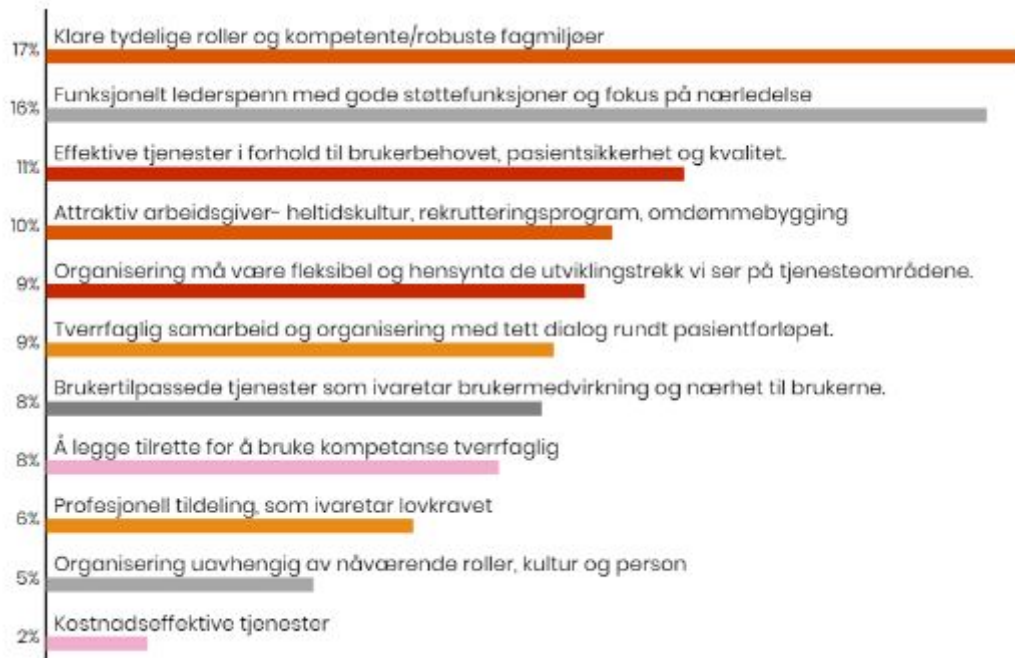 Klare tydelige roller og kompetente/robuste fagmiljøer
17%
Funksjonelt lederspenn med gode støttefunksjoner og fokus på nærledelse
16%
Effektive tjenester i forhold til brukerbehovet, pasientsikkerhet og kvalitet.
11%
Attraktiv arbeidsgiver- heltidskultur, rekrutteringsprogram, omdømmebygging
10%
Organisering må være fleksibel og hensynta de utviklingstrekk vi ser på tjenesteområdene.
9%
Tverrfaglig samarbeid og organisering med tett dialog rundt pasientforløpet.
9%
Brukertilpassede tjenester som ivaretar brukermedvirkning og nærhet til brukerne.
8%
Å legge tilrette for å bruke kompetanse tverrfaglig
8%
Profesjonell tildeling, som ivaretar lovkravet
6%
Organisering uavhengig av nåværende roller, kultur og person
5%
Kostnadseffektive tjenester
2%